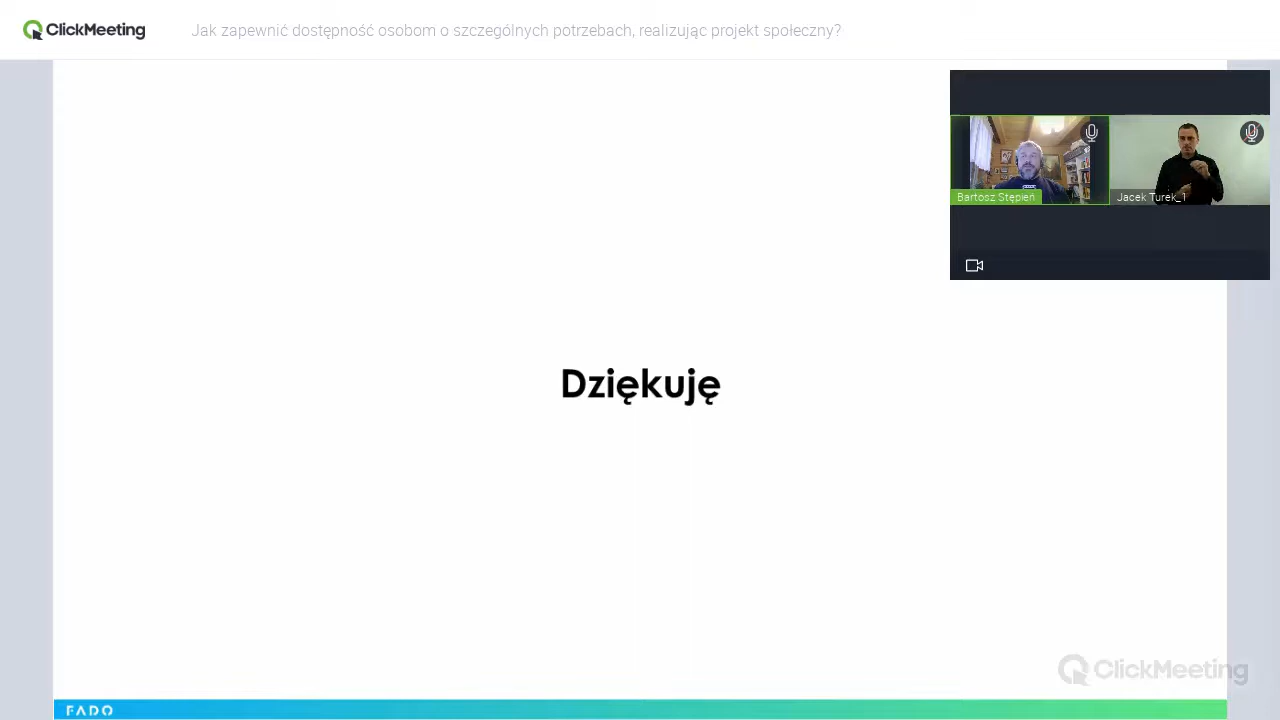 ClickMeeting
Jak zapewnić dostępność osobom o szczególnych potrzebach, realizując projekt społeczny?
Bartosz Stępień
Jacek Turek_1
Dziękuję
ClickMeeting
FADO